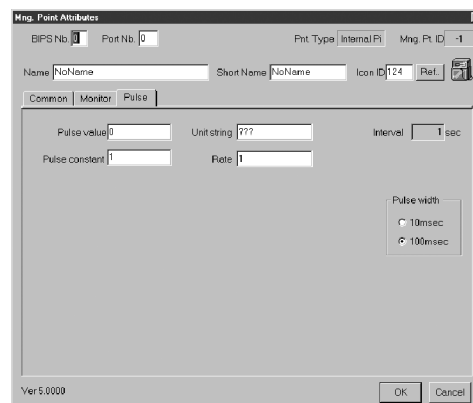 Mng. Point Attributes
BIPS Nb. 0 Port Nb. 0 Pnt. Type Internal Pi Mng. Pt. ID -1
Name NoName Short Name NoName Icon ID 124 Ref..
Common Monitor Pulse
Pulse value 0 Unit string ??? Interval 1 sec
Pulse constant 1 Rate 1
Pulse width
10msec
100msec
Ver 5.0000 OK Cancel